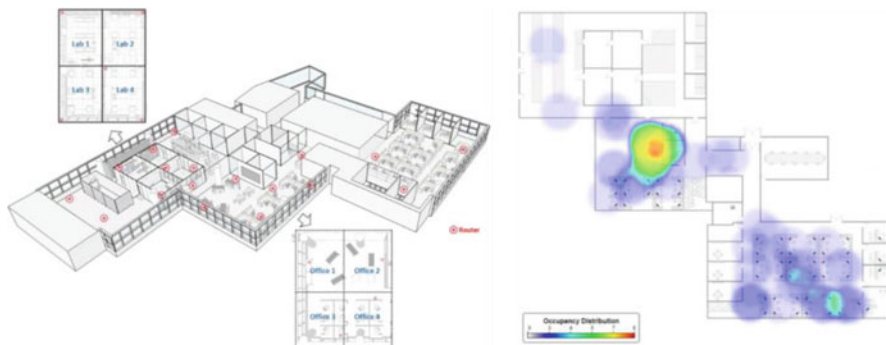 Lab 1
Lab 2
Lab 3
Lab 4
Router
Office 1
Office 2
Office 3
Office 4
Occupancy Distribution